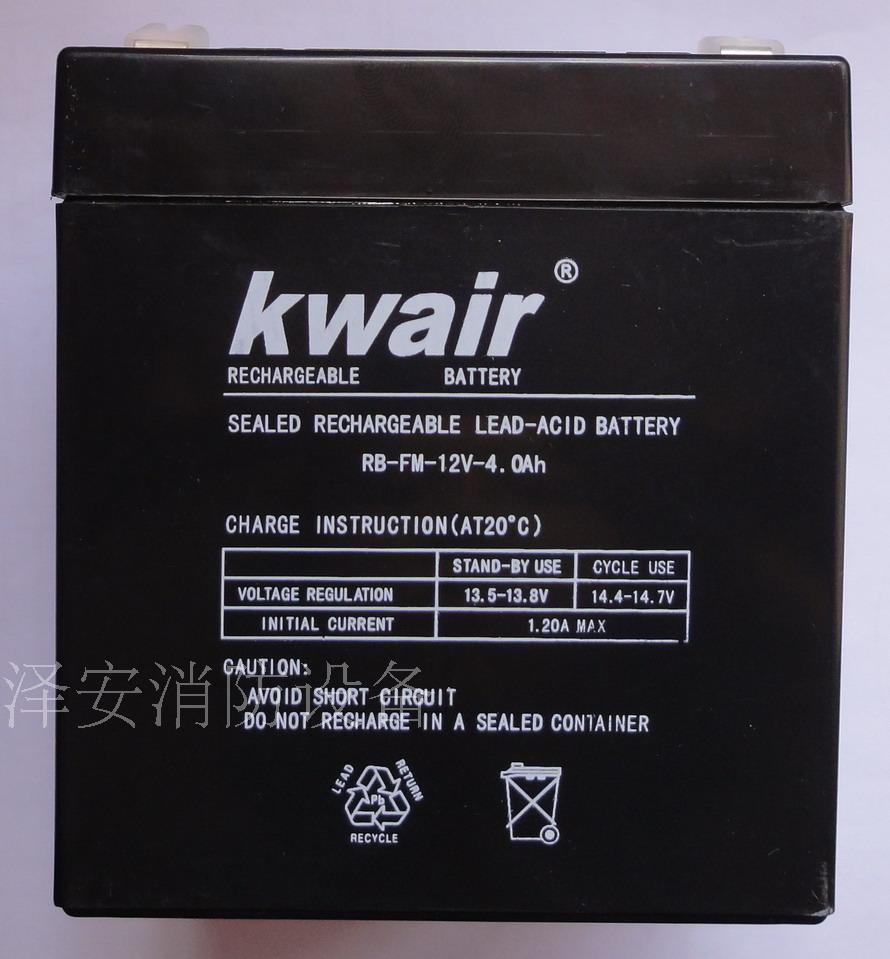 kwair®
RECHARGEABLE BATTERY
SEALED RECHARGEABLE LEAD-ACID BATTERY
RB-FM-12V-4.0Ah
CHARGE INSTRUCTION(AT20°C)
STAND-BY USE CYCLE USE
VOLTAGE REGULATION 13.5-13.8V 14.4-14.7V
INITIAL CURRENT 1.20A MAX
CAUTION:
泽安消防设备
AVOID SHORT CIRCUIT
DO NOT RECHARGE IN A SEALED CONTAINER
LEAD RETURN
Pb
RECYCLE